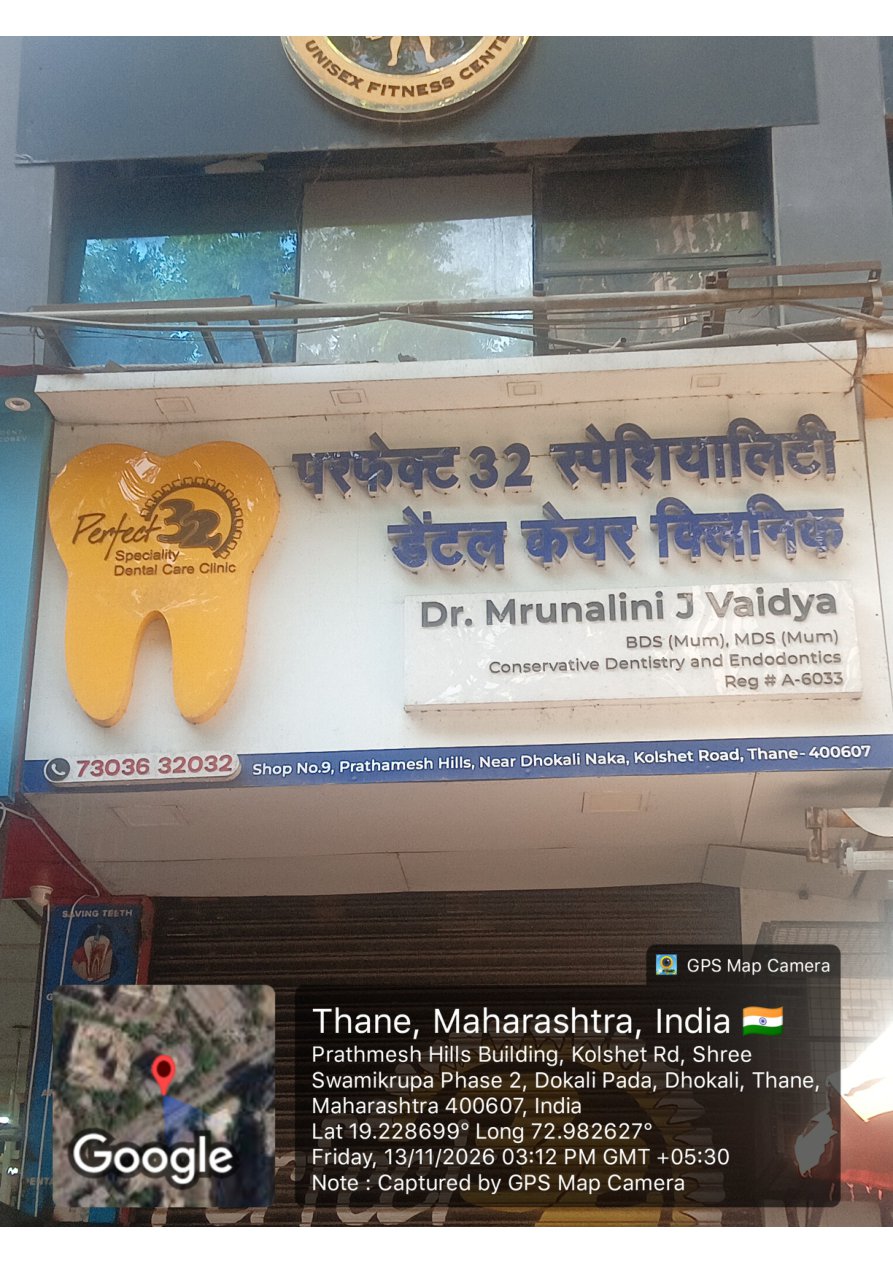 UNISEX FITNESS CENT
परफेक्ट 32 स्पेशियालिटी
डेंटल केयर क्लिनिक
Perfect 32
Speciality
Dental Care Clinic
Dr. Mrunalini J Vaidya
BDS (Mum), MDS (Mum)
Conservative Dentistry and Endodontics
Reg # A-6033
73036 32032
Shop No.9, Prathamesh Hills, Near Dhokali Naka, Kolshet Road, Thane- 400607
SAVING TEETH
GPS Map Camera
Google
Thane, Maharashtra, India
Prathmesh Hills Building, Kolshet Rd, Shree
Swamikrupa Phase 2, Dokali Pada, Dhokali, Thane,
Maharashtra 400607, India
Lat 19.228699° Long 72.982627°
Friday, 13/11/2026 03:12 PM GMT +05:30
Note : Captured by GPS Map Camera